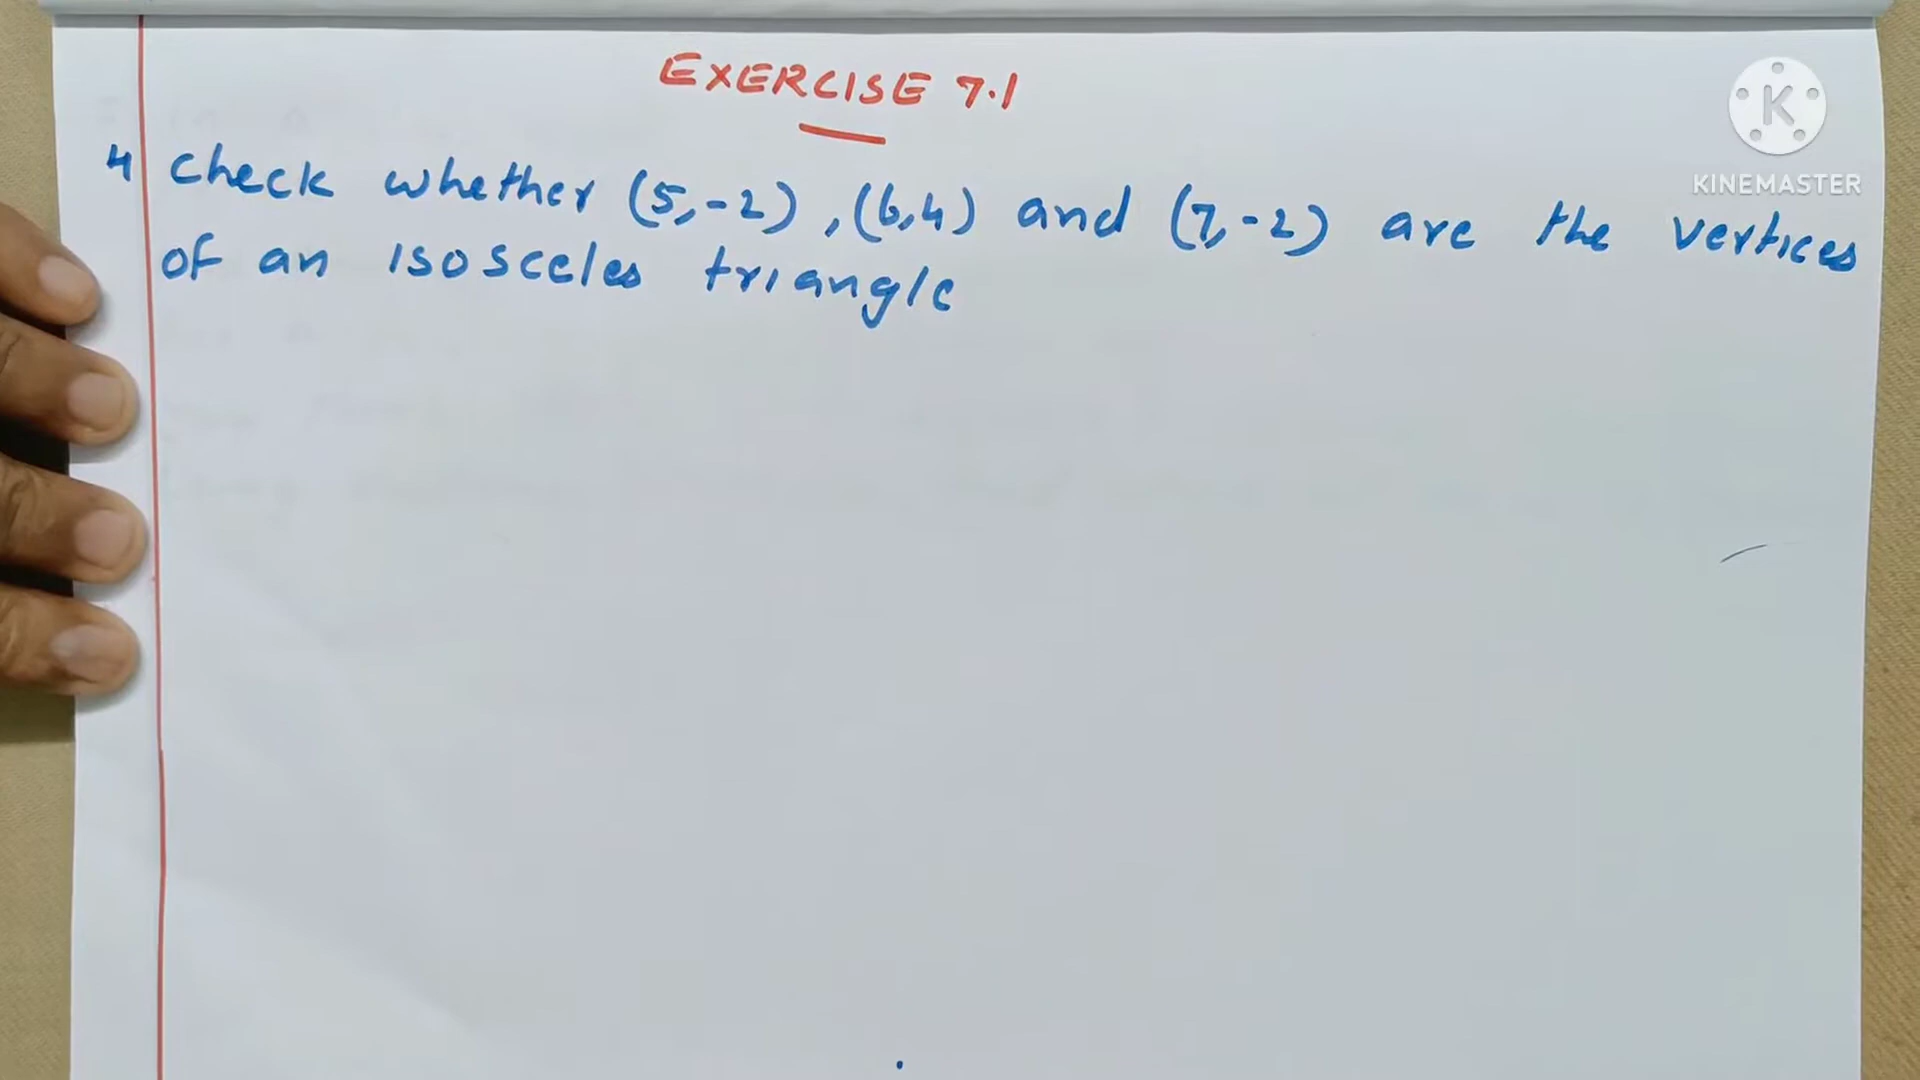 EXERCISE 7.1
K
KINEMASTER
4 check whether (5,-2), (6,4) and (7,-2) are the vertices
of an isosceles triangle